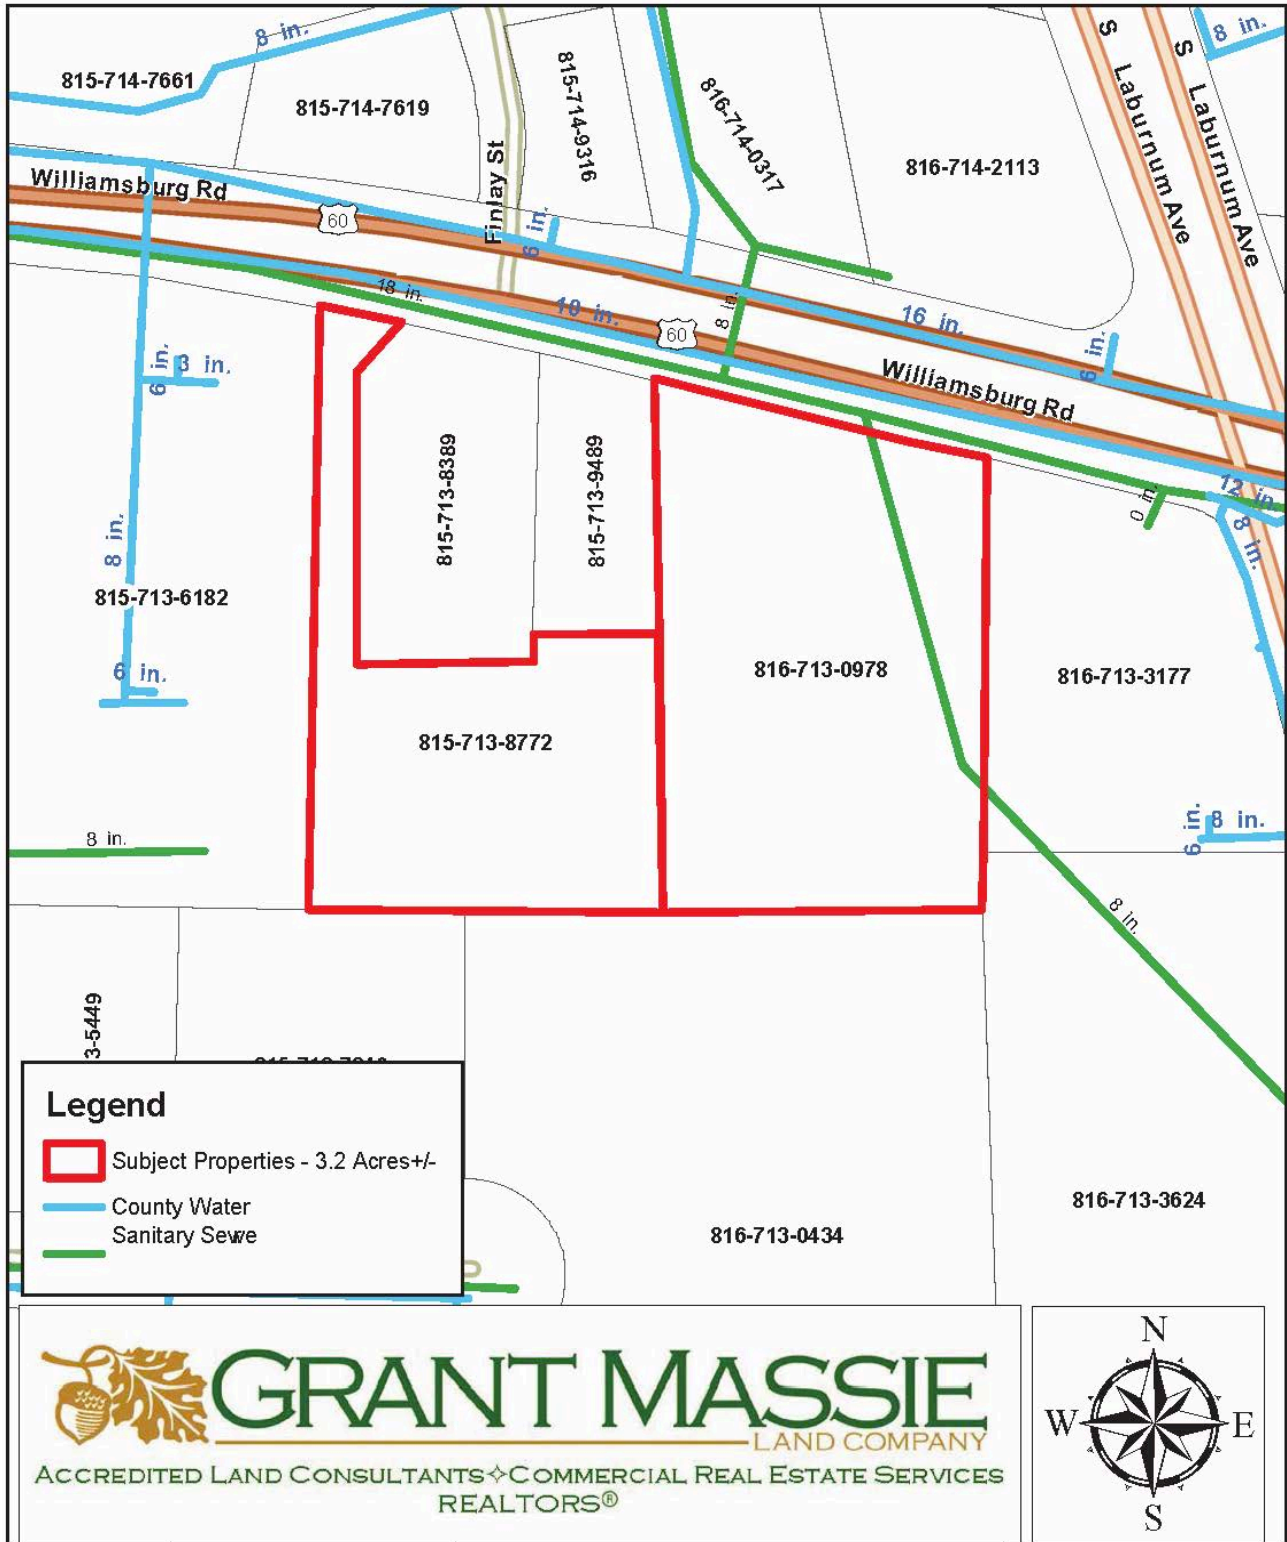 8 in.
8 in.
S Laburnum Ave
S Laburnum Ave
815-714-7661
815-714-7619
815-714-9316
816-714-0317
816-714-2113
Williamsburg Rd
60
Finlay St
6 in.
18 in.
10 in.
8 in.
16 in.
60
6 in.
6 in.
3 in.
Williamsburg Rd
815-713-8389
815-713-9489
12 in.
0 in.
8 in.
8 in.
815-713-6182
6 in.
816-713-0978
816-713-3177
815-713-8772
8 in.
6 in.
8 in.
8 in.
3-5449
Legend
Subject Properties - 3.2 Acres+/-
County Water
Sanitary Sewe
816-713-3624
816-713-0434
GRANT MASSIE
LAND COMPANY
ACCREDITED LAND CONSULTANTS✧COMMERCIAL REAL ESTATE SERVICES
REALTORS®
N
W
E
S